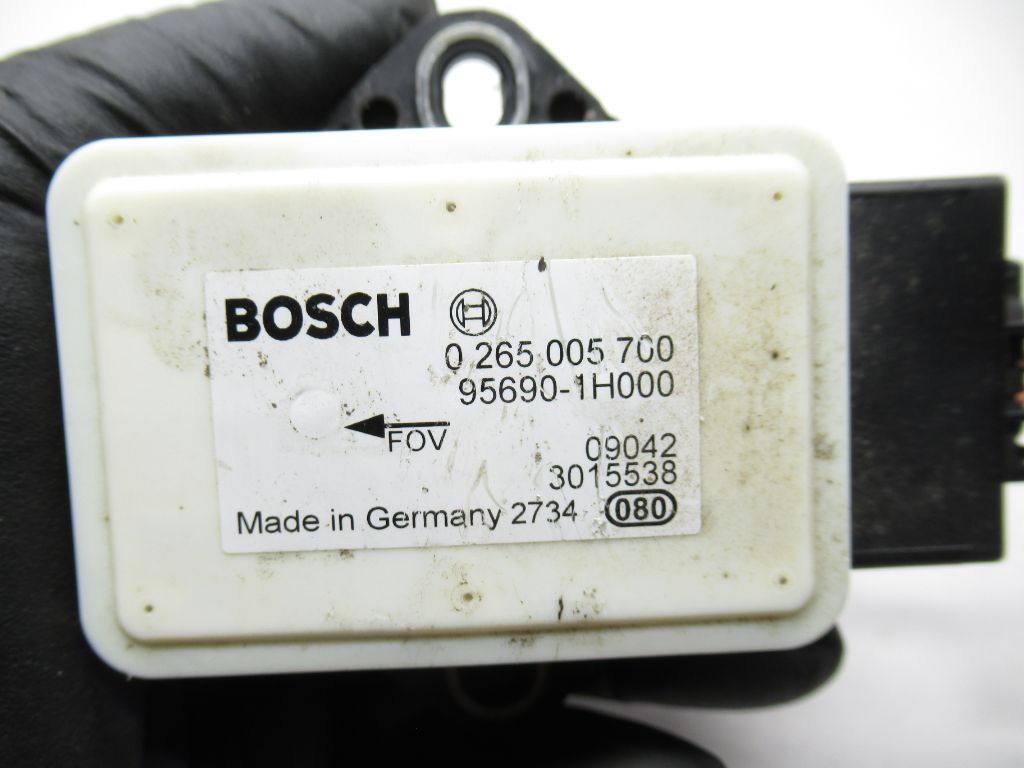 BOSCH
0 265 005 700
95690-1H000
FOV
09042
3015538
Made in Germany 2734 080